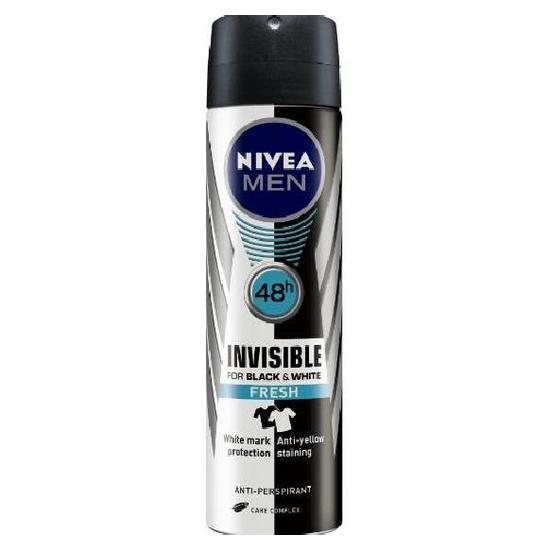 NIVEA
MEN
48h
INVISIBLE
FOR BLACK & WHITE
FRESH
White mark protection
Anti-yellow staining
ANTI-PERSPIRANT
CARE COMPLEX